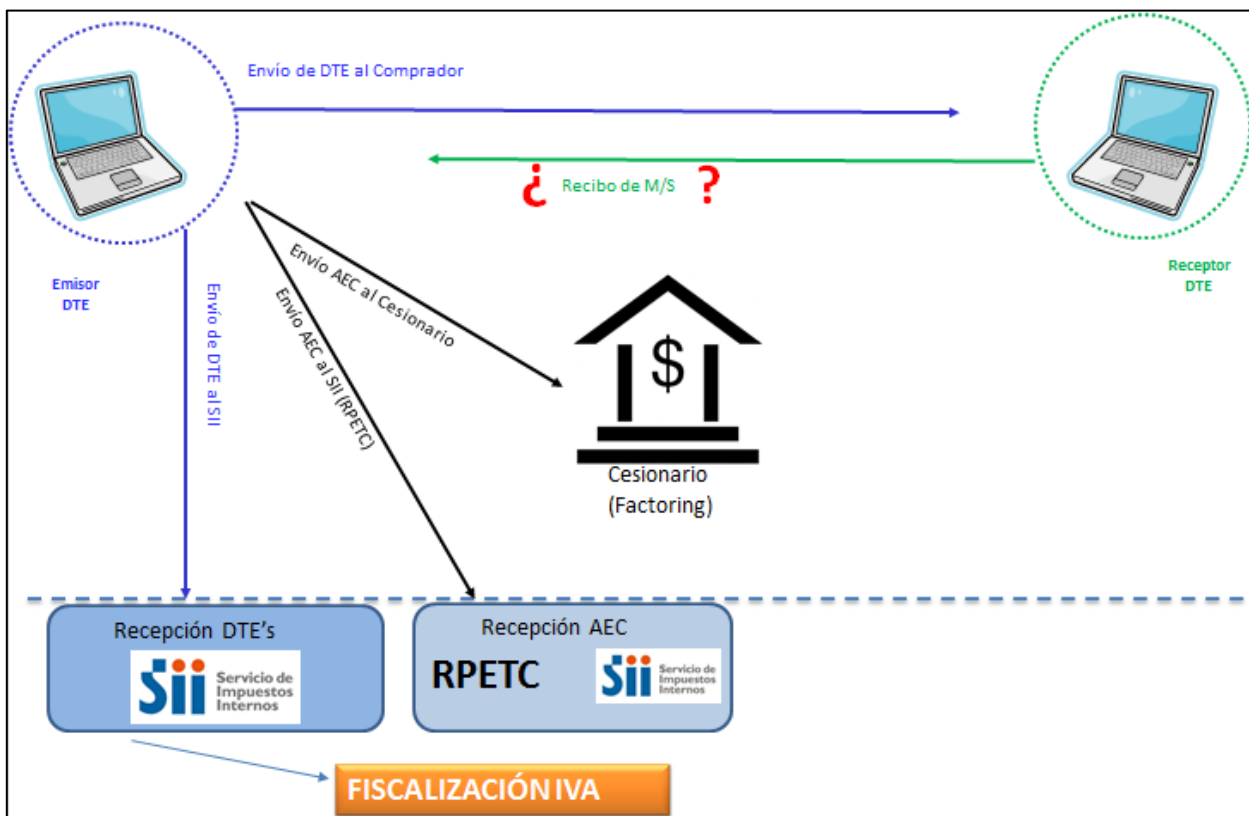 Envío de DTE al Comprador
¿ Recibo de M/S ?
Emisor
DTE
Receptor
DTE
Envío de DTE al SII
Envío AEC al Cesionario
Envío AEC al SII (RPETC)
$
Cesionario
(Factoring)
Recepción DTE's
Sii Servicio de
Impuestos
Internos
Recepción AEC
RPETC
Sii Servicio de
Impuestos
Internos
FISCALIZACIÓN IVA